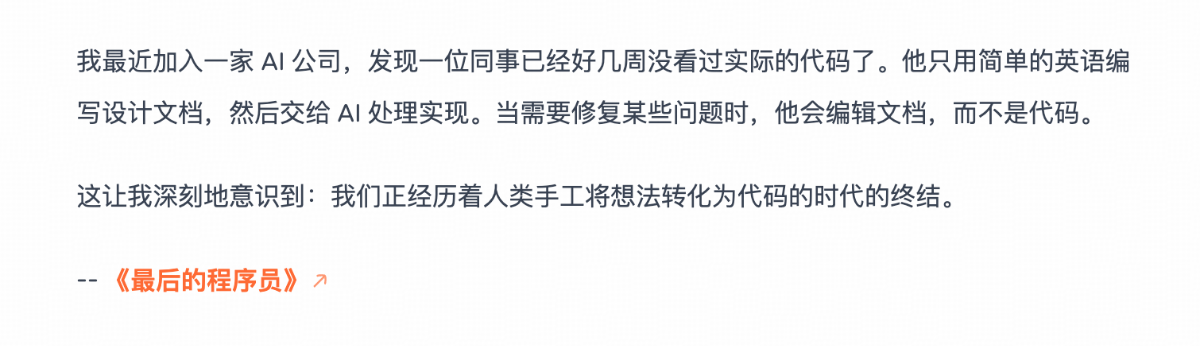 我最近加入一家 AI 公司，发现一位同事已经好几周没看过实际的代码了。他只用简单的英语编
写设计文档，然后交给 AI 处理实现。当需要修复某些问题时，他会编辑文档，而不是代码。
这让我深刻地意识到：我们正经历着人类手工将想法转化为代码的时代的终结。
-- 《最后的程序员》↗